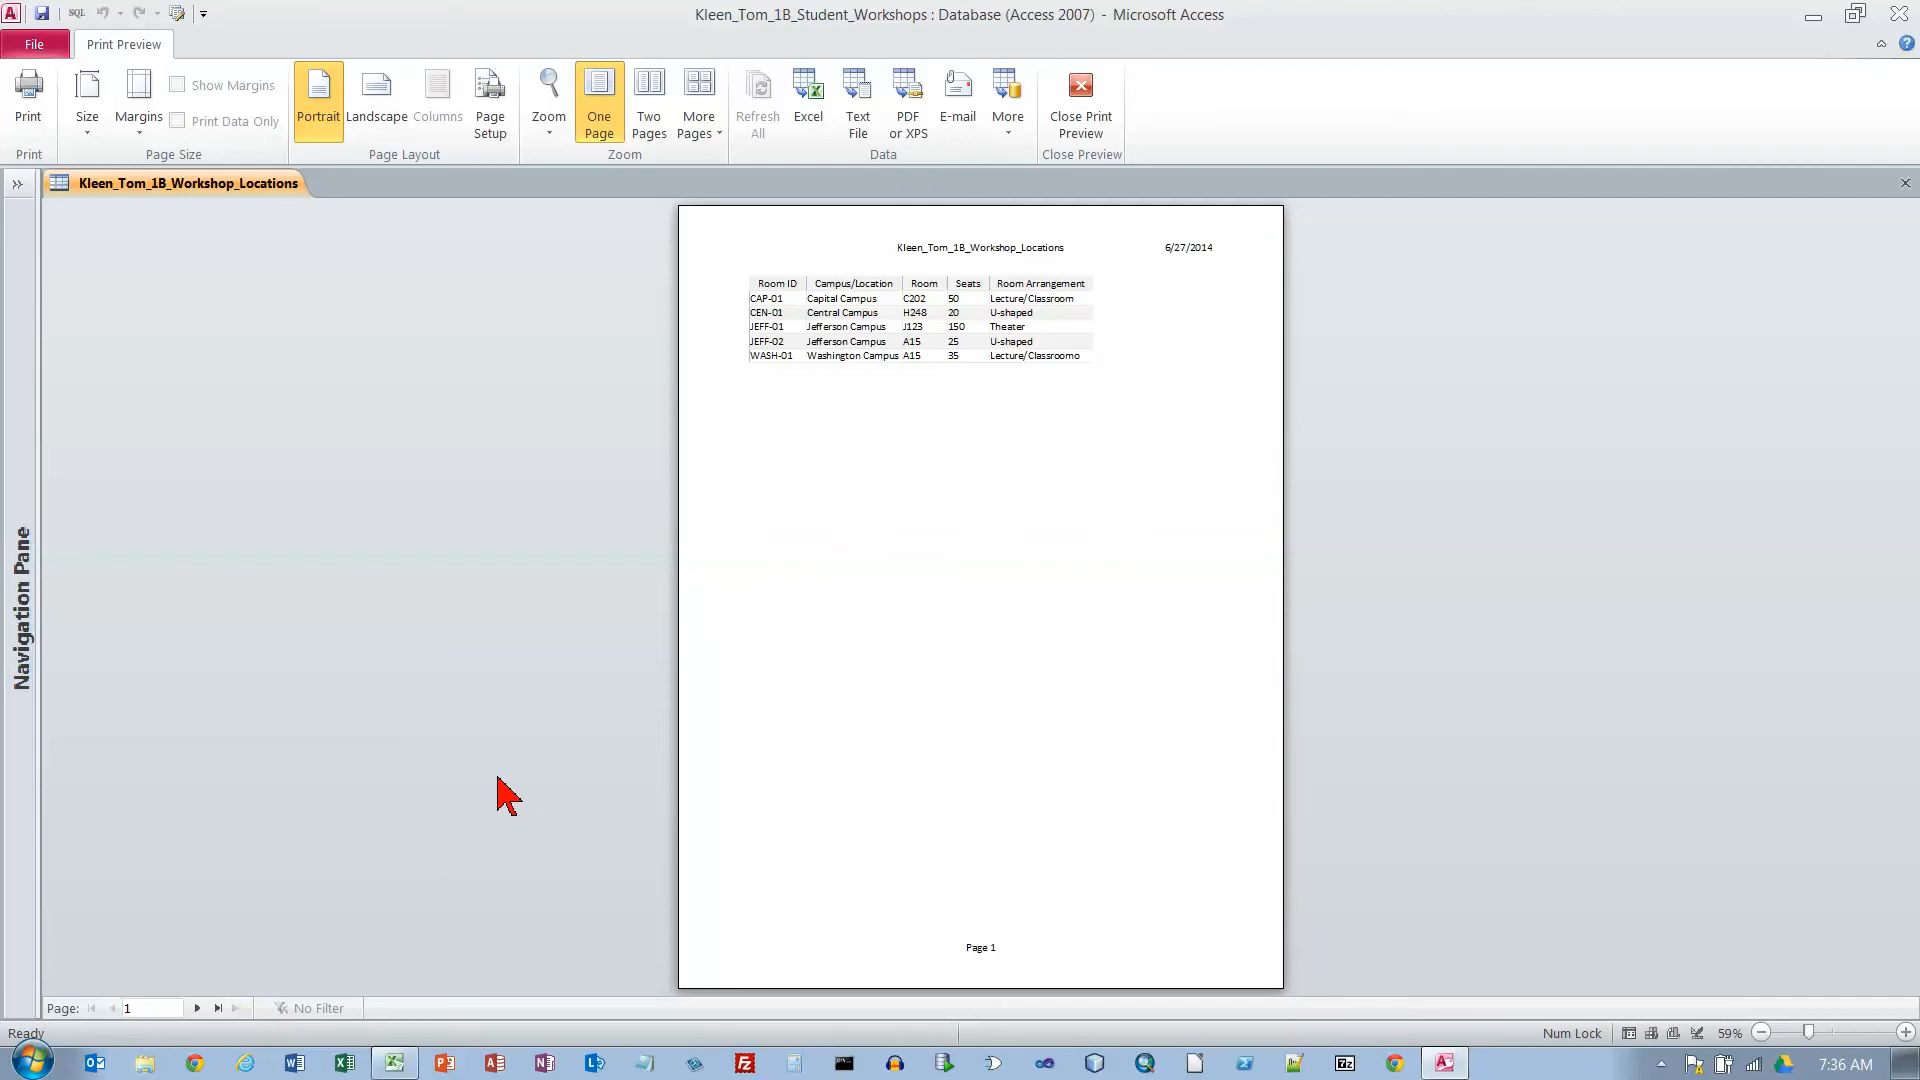 SQL
Kleen_Tom_1B_Student_Workshops : Database (Access 2007) - Microsoft Access
File
Print Preview
Print
Size
Margins
Show Margins
Print Data Only
Portrait
Landscape
Columns
Page Setup
Zoom
One Page
Two Pages
More Pages
Refresh All
Excel
Text File
PDF or XPS
E-mail
More
Close Print Preview
Print
Page Size
Page Layout
Zoom
Data
Close Preview
Kleen_Tom_1B_Workshop_Locations
Kleen_Tom_1B_Workshop_Locations 6/27/2014
Room ID Campus/Location Room Seats Room Arrangement
CAP-01 Capital Campus C202 50 Lecture/Classroom
CEN-01 Central Campus H248 20 U-shaped
JEFF-01 Jefferson Campus J123 150 Theater
JEFF-02 Jefferson Campus A15 25 U-shaped
WASH-01 Washington Campus A15 35 Lecture/Classroomo
Page 1
Navigation Pane
Page: 1 No Filter
Ready Num Lock 59%
7:36 AM